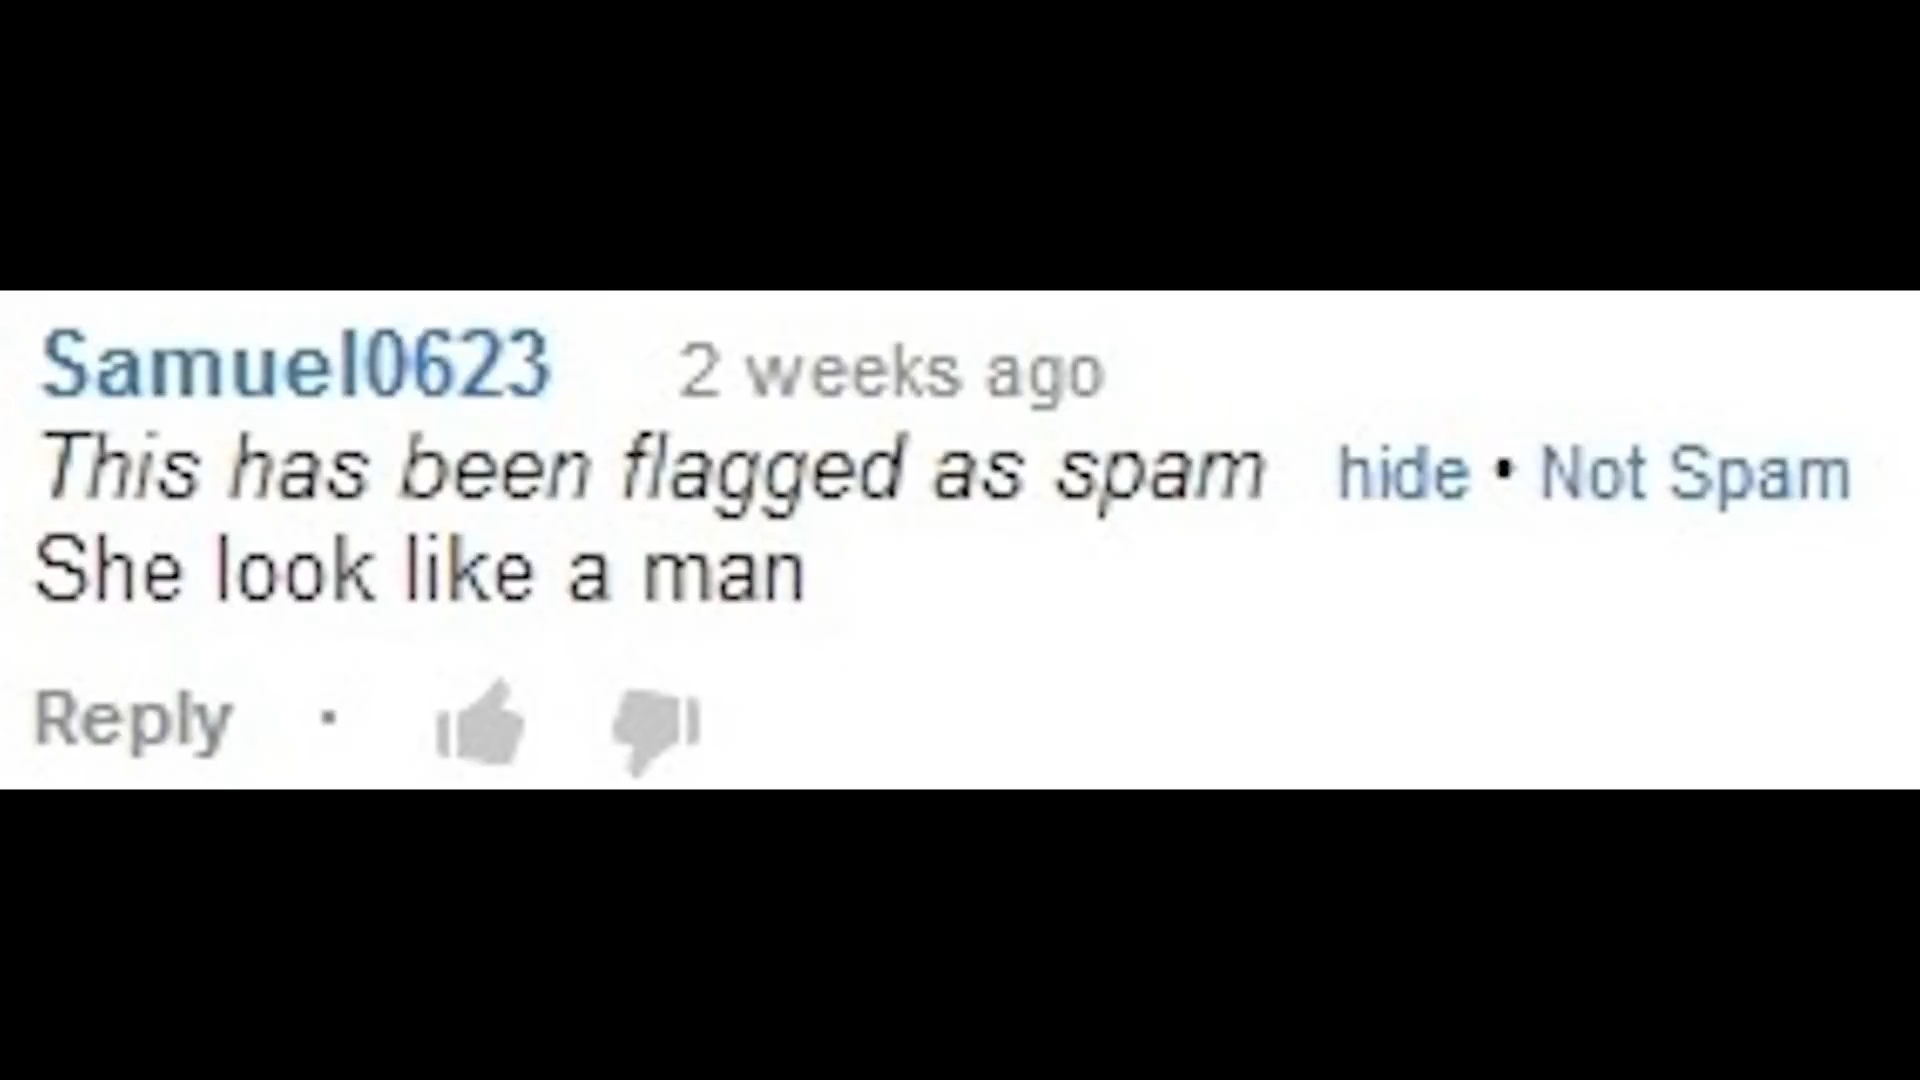 Samuel0623 2 weeks ago
This has been flagged as spam hide • Not Spam
She look like a man
Reply ·